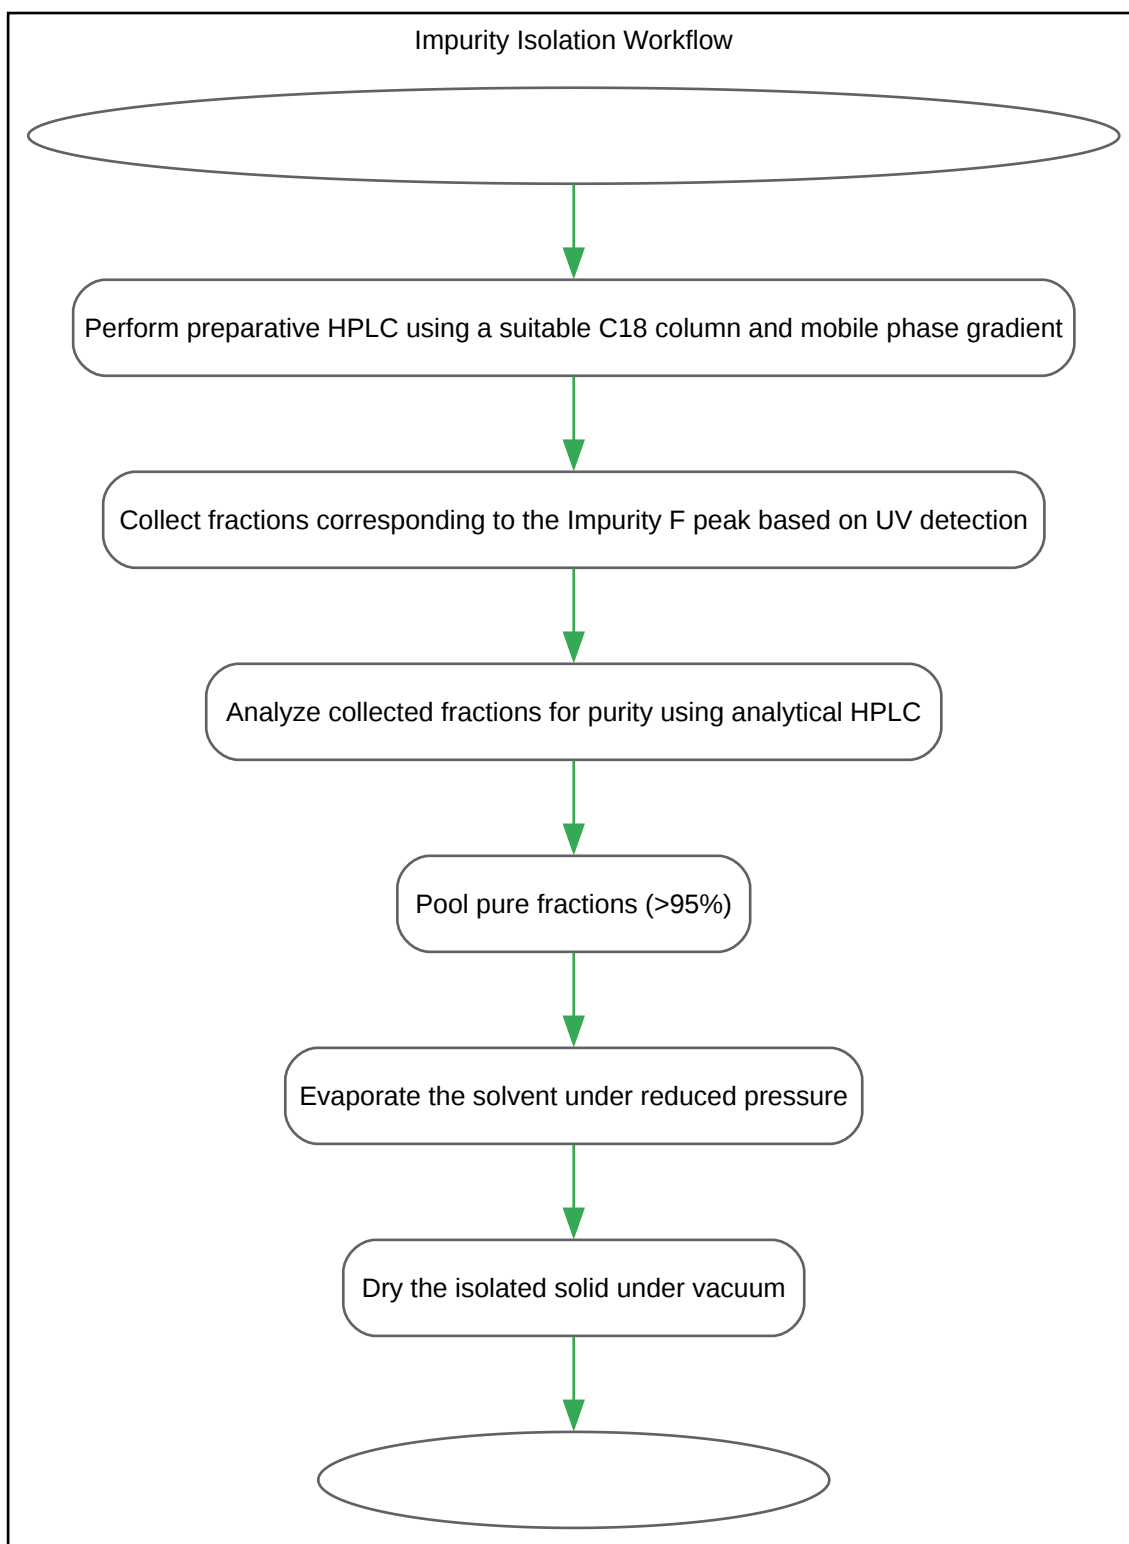 Impurity Isolation Workflow
Perform preparative HPLC using a suitable C18 column and mobile phase gradient
Collect fractions corresponding to the Impurity F peak based on UV detection
Analyze collected fractions for purity using analytical HPLC
Pool pure fractions (>95%)
Evaporate the solvent under reduced pressure
Dry the isolated solid under vacuum